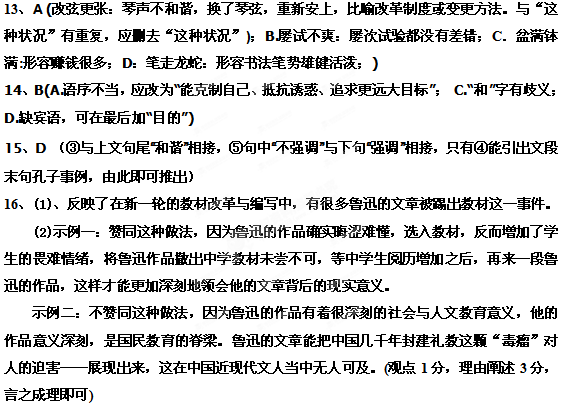 13、A (改弦更张：琴声不和谐，换了琴弦，重新安上，比喻改革制度或变更方法。与“这
种状况”有重复，应删去“这种状况”)；B.屡试不爽：屡次试验都没有差错；C．盆满钵
满:形容赚钱很多；D：笔走龙蛇：形容书法笔势雄健活泼；)
14、B(A.语序不当，应改为“能克制自己、抵抗诱惑、追求更远大目标”； C.“和”字有歧义；
D.缺宾语，可在最后加“目的”)
15、D （③与上文句尾“和谐”相接，⑤句中“不强调”与下句“强调”相接，只有④能引出文段
末句孔子事例，由此即可推出）
16、(1)、反映了在新一轮的教材改革与编写中，有很多鲁迅的文章被踢出教材这一事件。
(2)示例一：赞同这种做法，因为鲁迅的作品确实晦涩难懂，选入教材，反而增加了学
生的畏难情绪，将鲁迅作品撤出中学教材未尝不可，等中学生阅历增加之后，再来一段鲁
迅的作品，这样才能更加深刻地领会他的文章背后的现实意义。
示例二：不赞同这种做法，因为鲁迅的作品有着很深刻的社会与人文教育意义，他的
作品意义深刻，是国民教育的脊梁。鲁迅的文章能把中国几千年封建礼教这颗“毒瘤”对
人的迫害——展现出来，这在中国近现代文人当中无人可及。(观点 1 分，理由阐述 3 分，
言之成理即可)